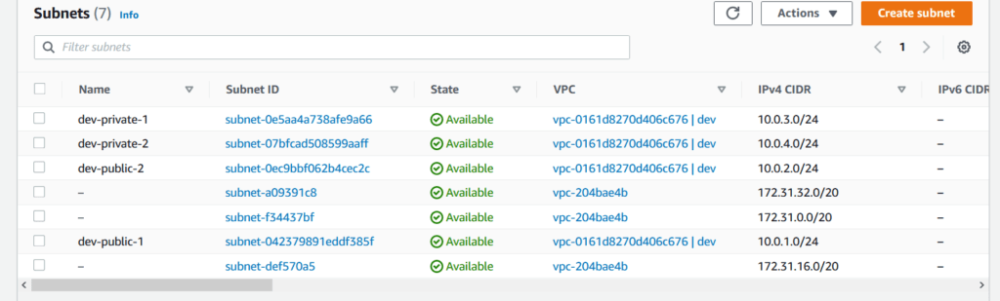 Subnets (7) Info Actions Create subnet
Filter subnets 1
Name Subnet ID State VPC IPv4 CIDR IPv6 CIDR
dev-private-1 subnet-0e5aa4a738afe9a66 Available vpc-0161d8270d406c676 | dev 10.0.3.0/24 –
dev-private-2 subnet-07bfcad508599aaff Available vpc-0161d8270d406c676 | dev 10.0.4.0/24 –
dev-public-2 subnet-0ec9bbf062b4cec2c Available vpc-0161d8270d406c676 | dev 10.0.2.0/24 –
– subnet-a09391c8 Available vpc-204bae4b 172.31.32.0/20 –
– subnet-f34437bf Available vpc-204bae4b 172.31.0.0/20 –
dev-public-1 subnet-042379891eddf385f Available vpc-0161d8270d406c676 | dev 10.0.1.0/24 –
– subnet-def570a5 Available vpc-204bae4b 172.31.16.0/20 –